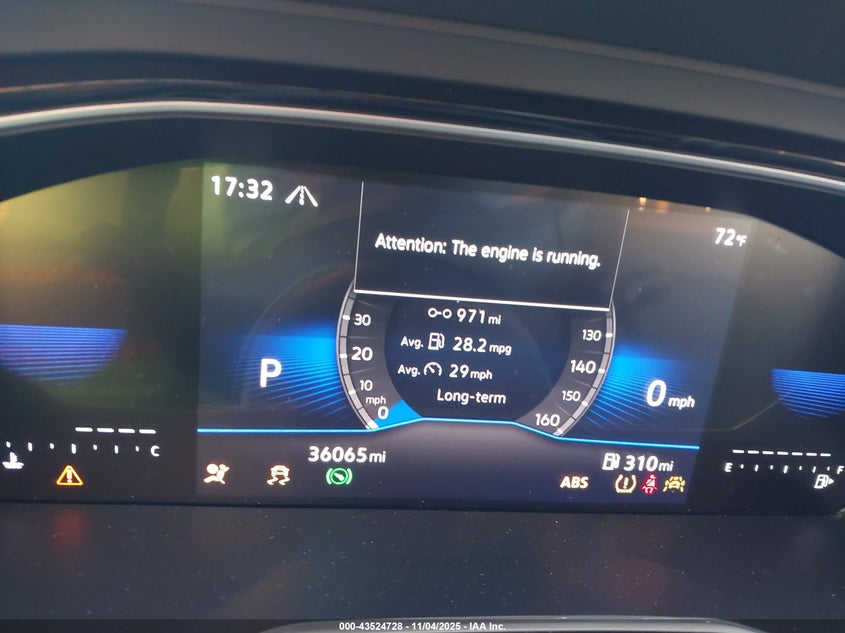 17:32
72°F
Attention: The engine is running.
971 mi
Avg. 28.2 mpg
Avg. 29 mph
Long-term
30
20
10
mph
0
130
140
150
160
P
0 mph
C
36065 mi
310 mi
E F
ABS
000-43524728 - 11/04/2025 - IAA Inc.